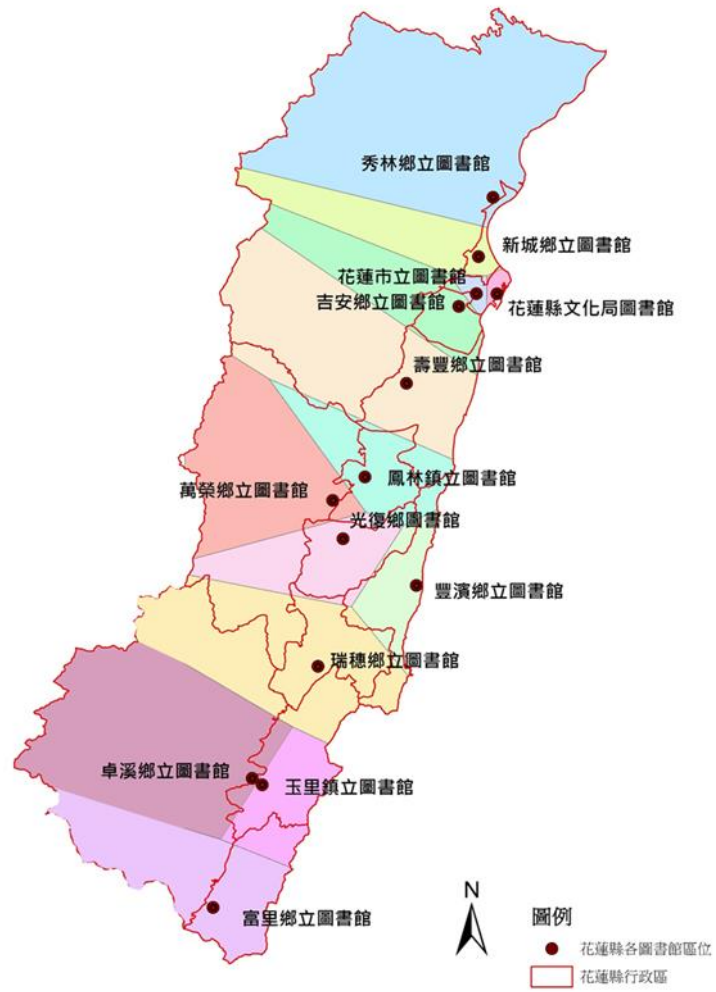 秀林鄉立圖書館
新城鄉立圖書館
花蓮市立圖書館
吉安鄉立圖書館
花蓮縣文化局圖書館
壽豐鄉立圖書館
鳳林鎮立圖書館
萬榮鄉立圖書館
光復鄉圖書館
豐濱鄉立圖書館
瑞穗鄉立圖書館
卓溪鄉立圖書館
玉里鎮立圖書館
富里鄉立圖書館
N
圖例
花蓮縣各圖書館區位
花蓮縣行政區